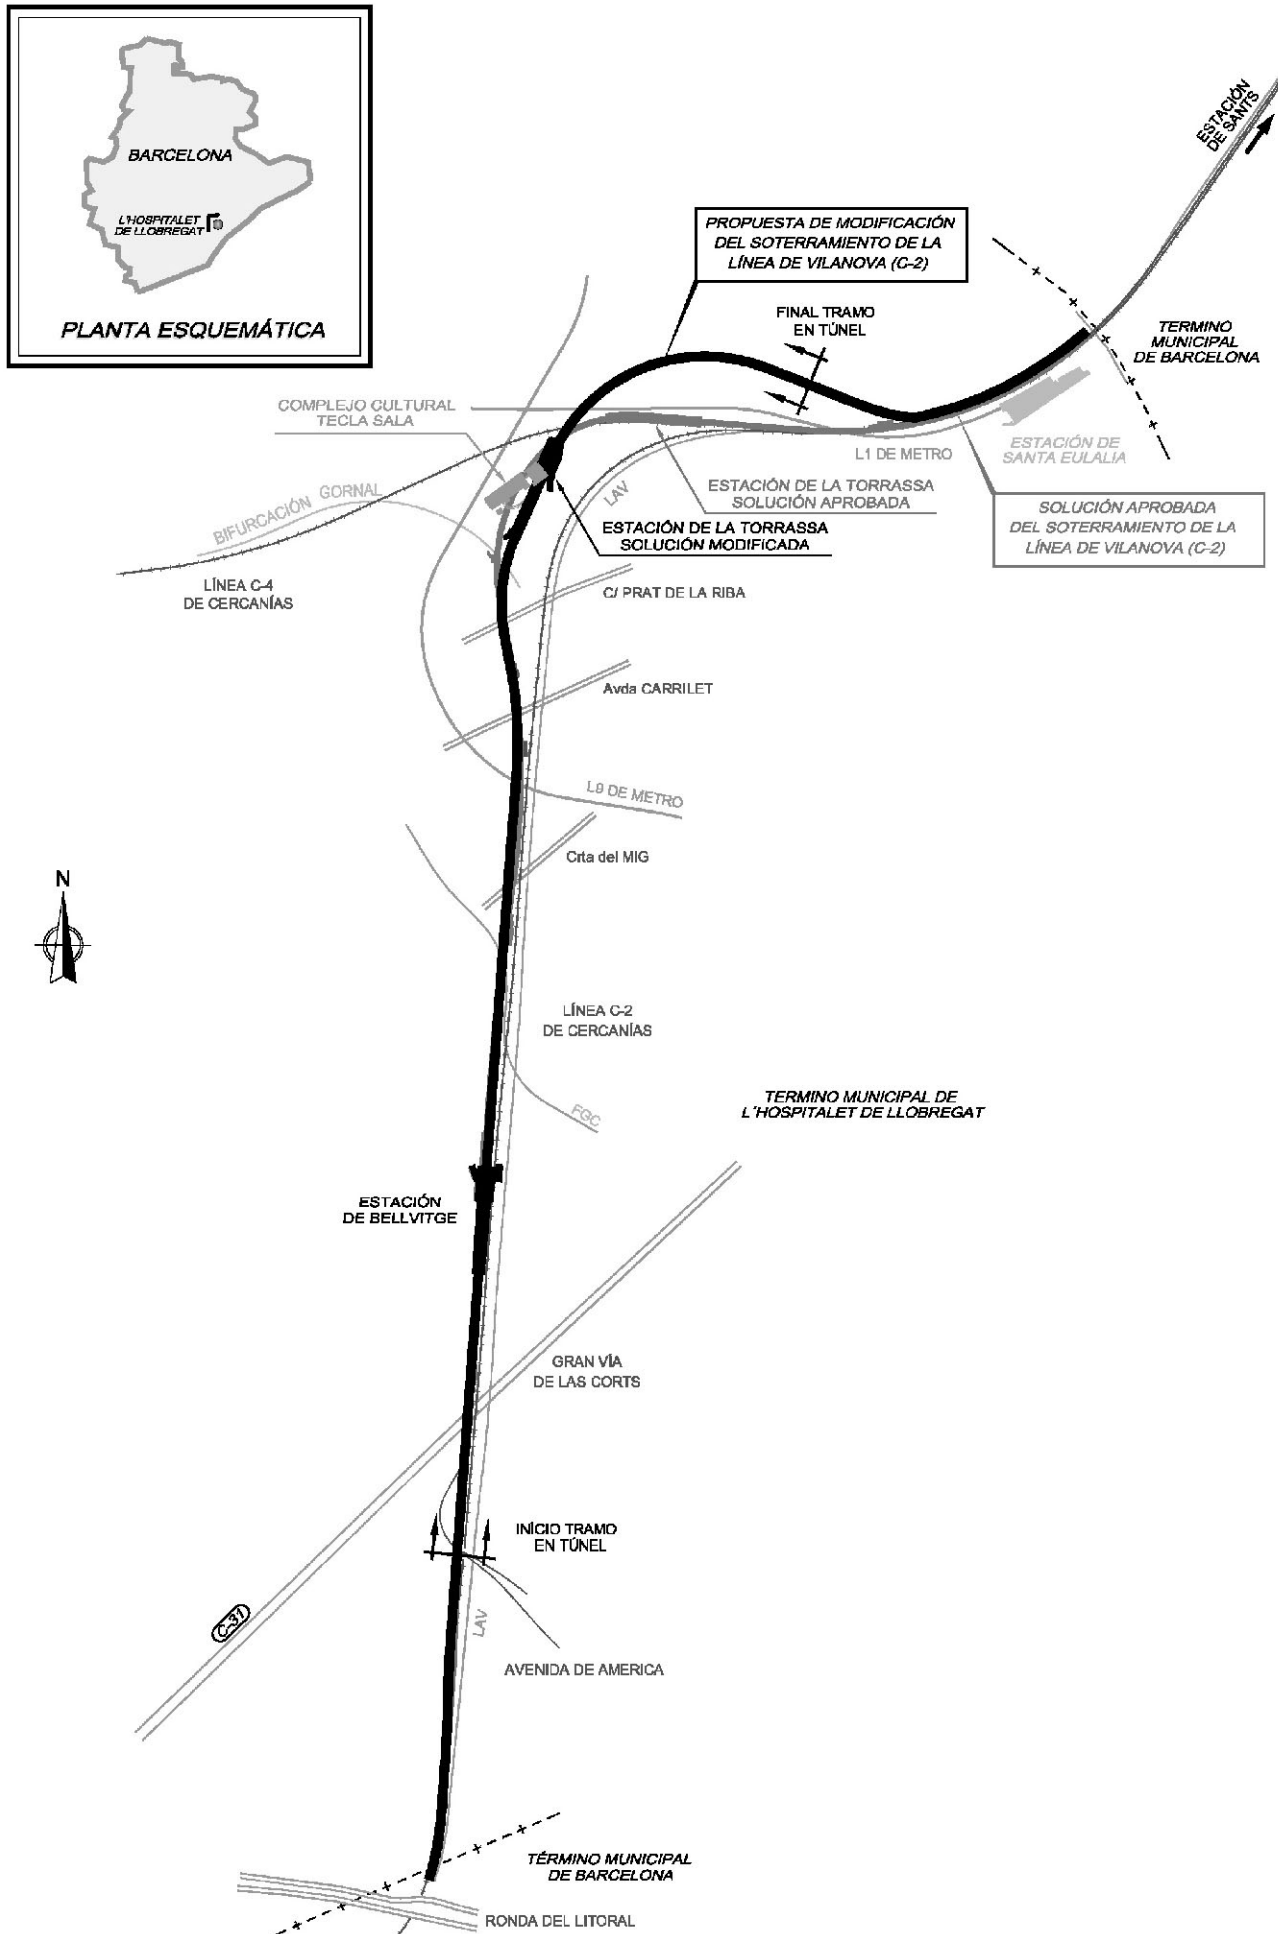 BARCELONA
L'HOSPITALET
DE LLOBREGAT
PLANTA ESQUEMÁTICA
ESTACIÓN
DE SANTS
PROPUESTA DE MODIFICACIÓN
DEL SOTERRAMIENTO DE LA
LÍNEA DE VILANOVA (C-2)
FINAL TRAMO
EN TÚNEL
TERMINO
MUNICIPAL
DE BARCELONA
COMPLEJO CULTURAL
TECLA SALA
L1 DE METRO
ESTACIÓN DE
SANTA EULALIA
BIFURCACIÓN GORNAL
LAV
ESTACIÓN DE LA TORRASSA
SOLUCIÓN APROBADA
SOLUCIÓN APROBADA
DEL SOTERRAMIENTO DE LA
LÍNEA DE VILANOVA (C-2)
ESTACIÓN DE LA TORRASSA
SOLUCIÓN MODIFICADA
LÍNEA C-4
DE CERCANÍAS
C/ PRAT DE LA RIBA
Avda CARRILET
L9 DE METRO
Crta del MIG
N
LÍNEA C-2
DE CERCANÍAS
FGC
TERMINO MUNICIPAL DE
L'HOSPITALET DE LLOBREGAT
ESTACIÓN
DE BELLVITGE
GRAN VÍA
DE LAS CORTS
INÍCIO TRAMO
EN TÚNEL
C-31
LAV
AVENIDA DE AMERICA
TÉRMINO MUNICIPAL
DE BARCELONA
RONDA DEL LITORAL